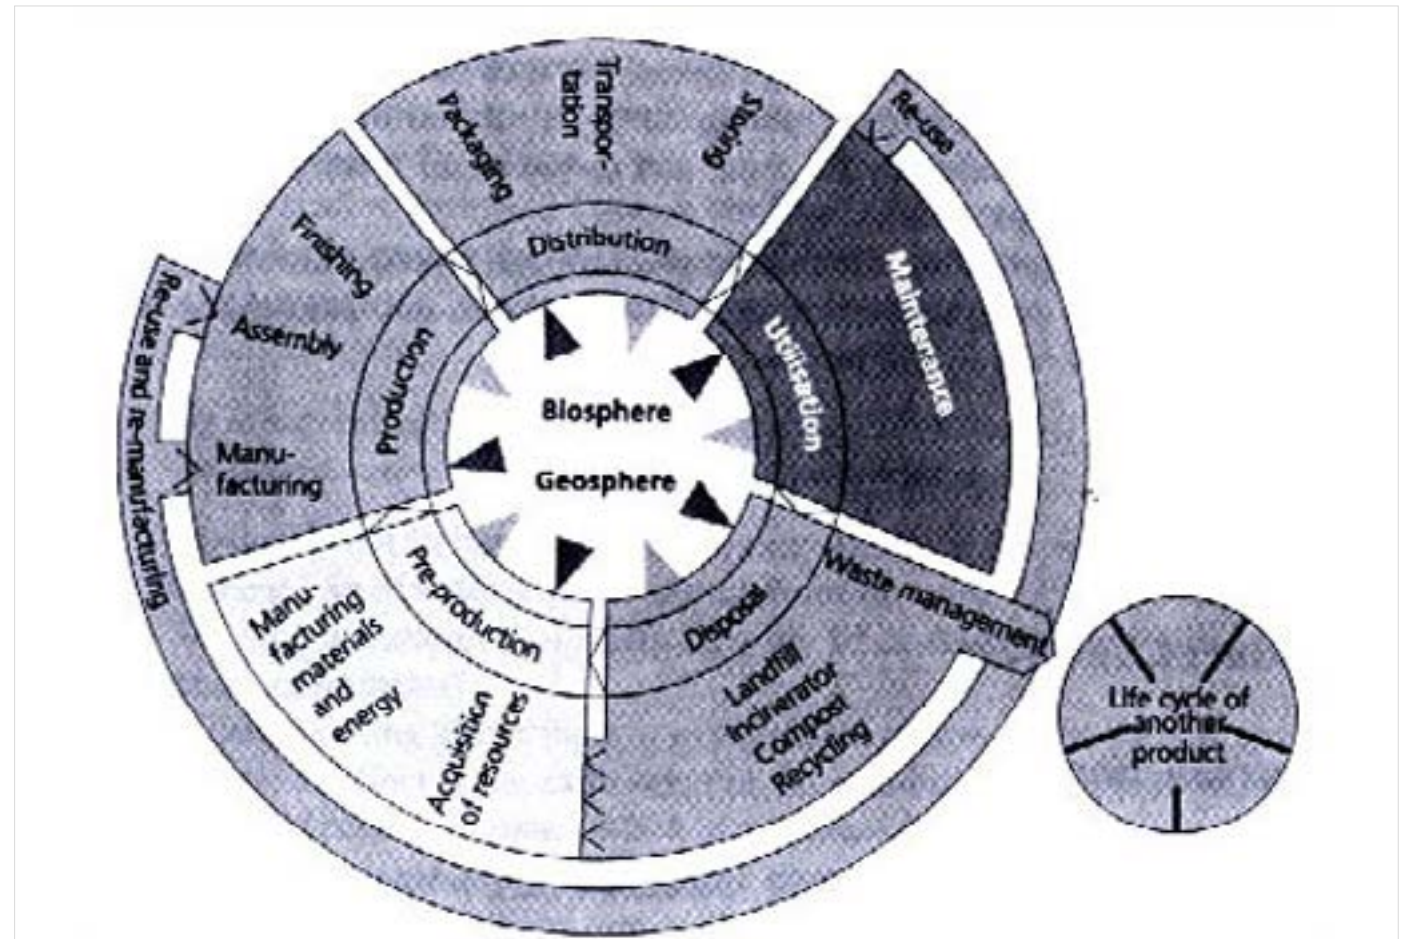 Packaging
Transpor-
tation
Storing
Distribution
Re-use
Maintenance
Utilisation
Finishing
Assembly
Manu-
facturing
Production
Re-use and re-manufacturing
Biosphere
Geosphere
Pre-production
Manu-
facturing
materials
and
energy
Acquisition
of resources
Disposal
Landfill
Incinerator
Compost
Recycling
Waste management
Life cycle of
another
product